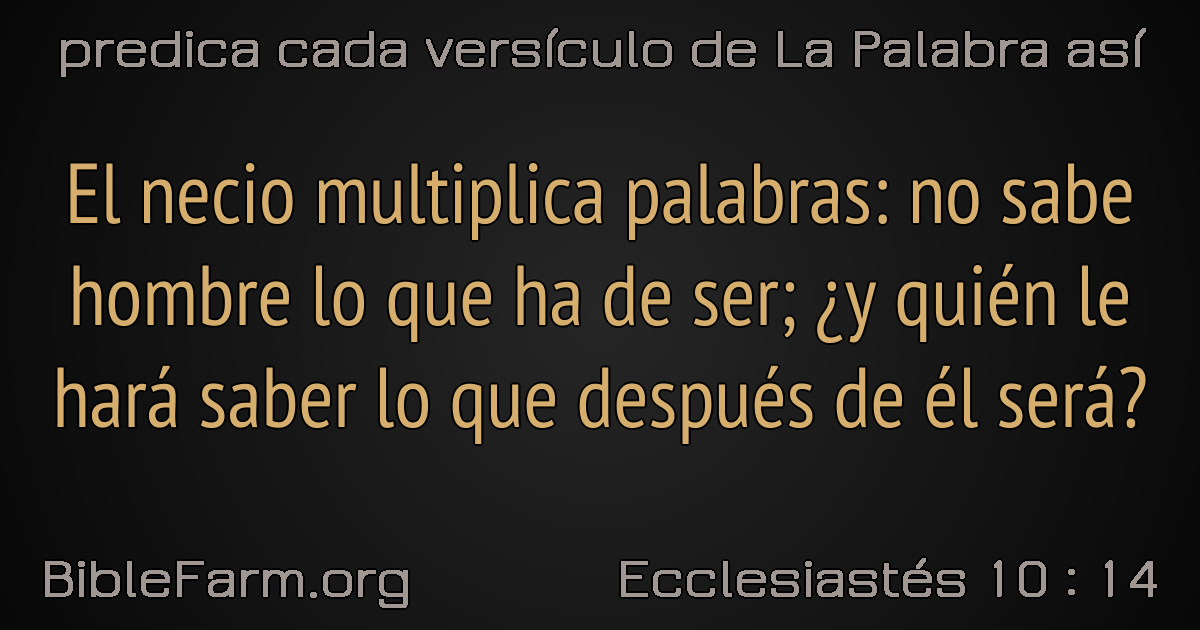 predica cada versículo de La Palabra así
El necio multiplica palabras: no sabe
hombre lo que ha de ser; ¿y quién le
hará saber lo que después de él será?
BibleFarm.org
Ecclesiastés 10 : 14